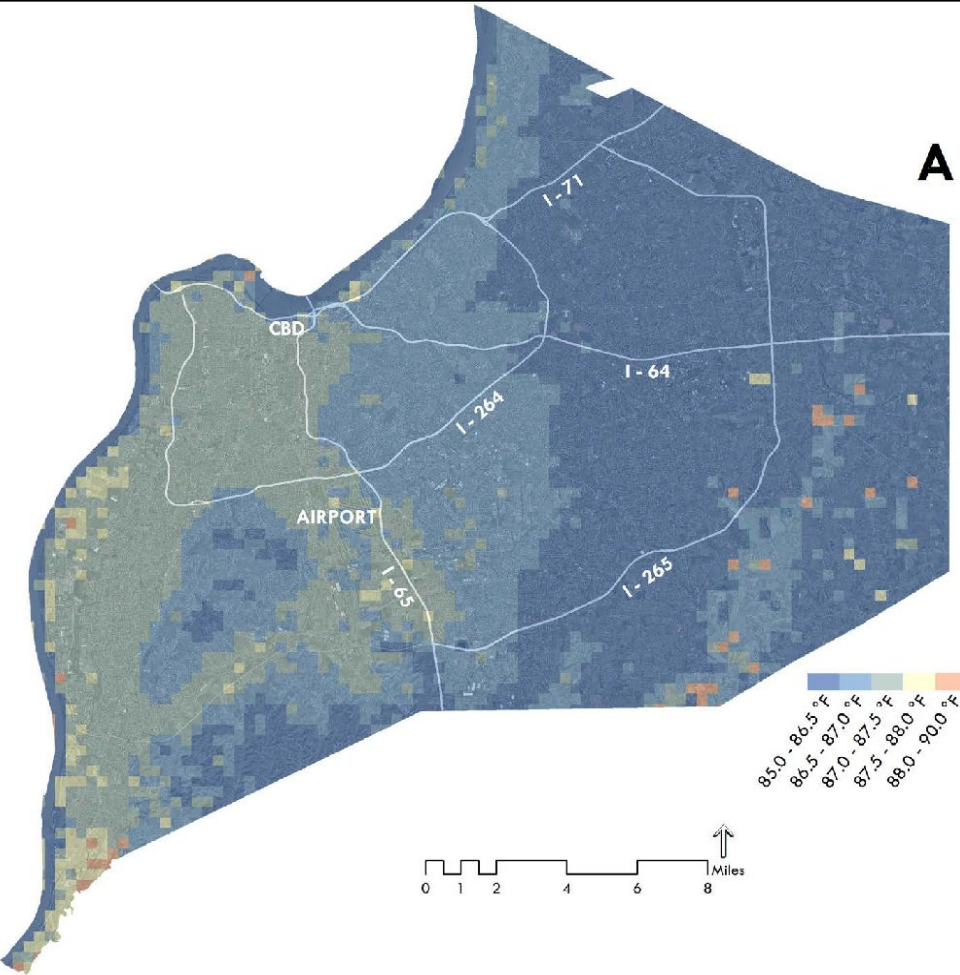 A
I - 71
CBD
I - 64
I - 264
AIRPORT
I - 65
I - 265
85.0 - 86.5 °F
86.5 - 87.0 °F
87.0 - 87.5 °F
87.5 - 88.0 °F
88.0 - 90.0 °F
Miles
0 1 2 4 6 8